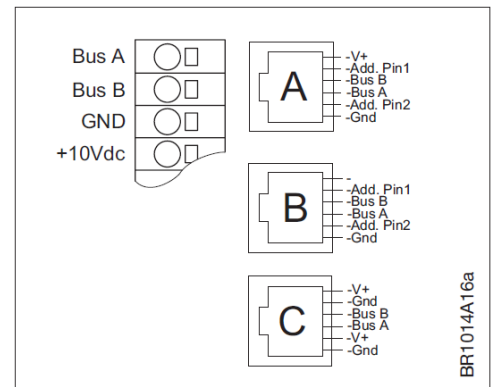 Bus A
Bus B
GND
+10Vdc
A
-V+
-Add. Pin1
-Bus B
-Bus A
-Add. Pin2
-Gnd
B
-
-Add. Pin1
-Bus B
-Bus A
-Add. Pin2
-Gnd
C
-V+
-Gnd
-Bus B
-Bus A
-V+
-Gnd
BR1014A16a